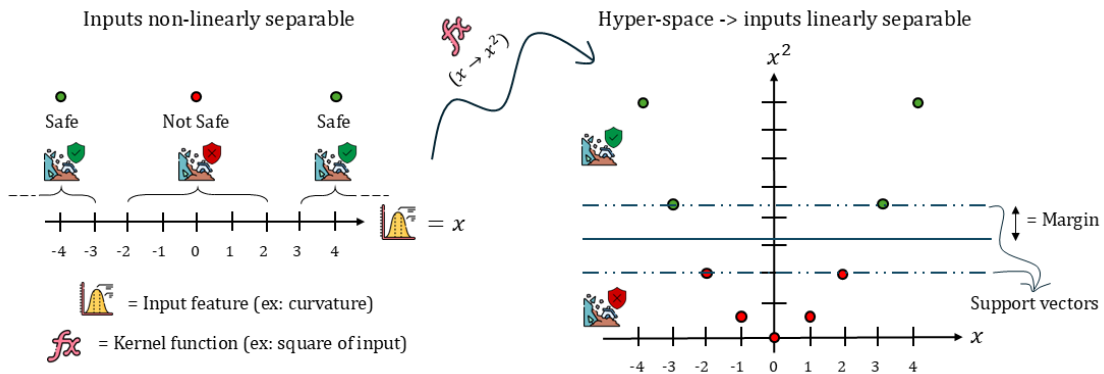 Inputs non-linearly separable
fx
(x → x²)
Hyper-space -> inputs linearly separable
x²
Safe
Not Safe
Safe
= x
-4 -3 -2 -1 0 1 2 3 4
= Input feature (ex: curvature)
fx = Kernel function (ex: square of input)
= Margin
Support vectors
x
-4 -3 -2 -1 0 1 2 3 4